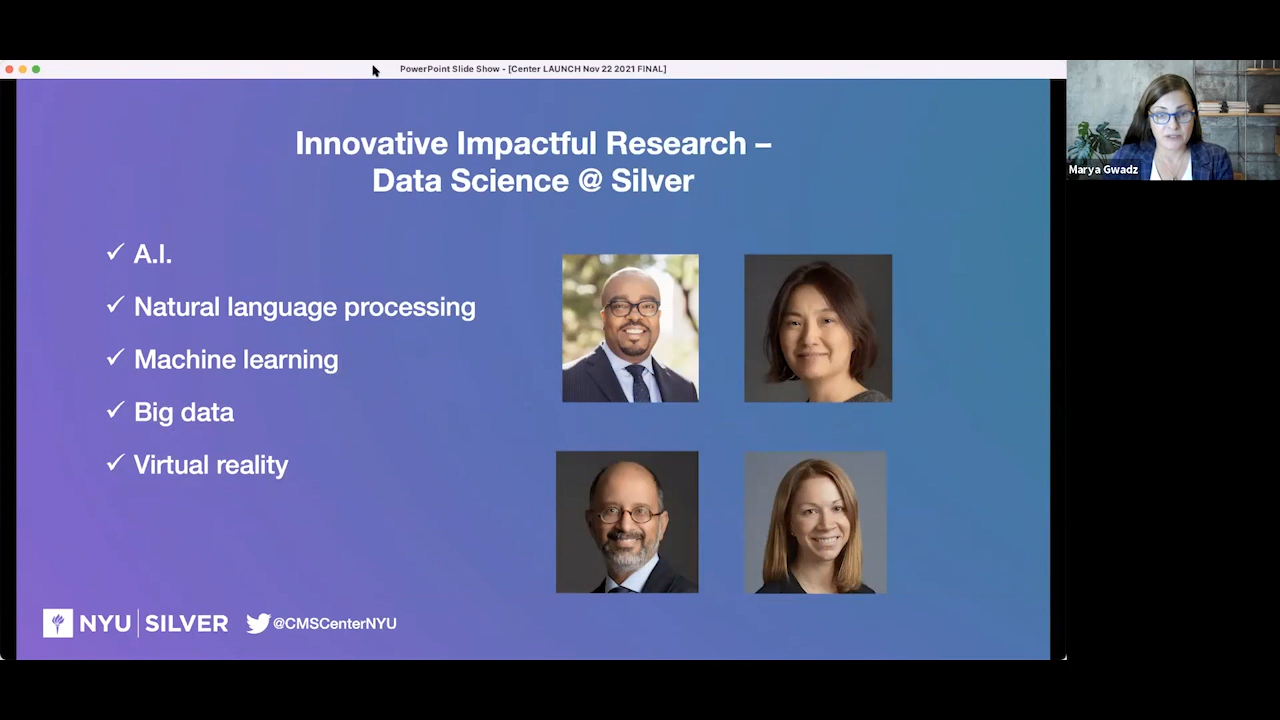 PowerPoint Slide Show - [Center LAUNCH Nov 22 2021 FINAL]
Innovative Impactful Research –
Data Science @ Silver
✓ A.I.
✓ Natural language processing
✓ Machine learning
✓ Big data
✓ Virtual reality
NYU | SILVER @CMSCenterNYU
Marya Gwadz